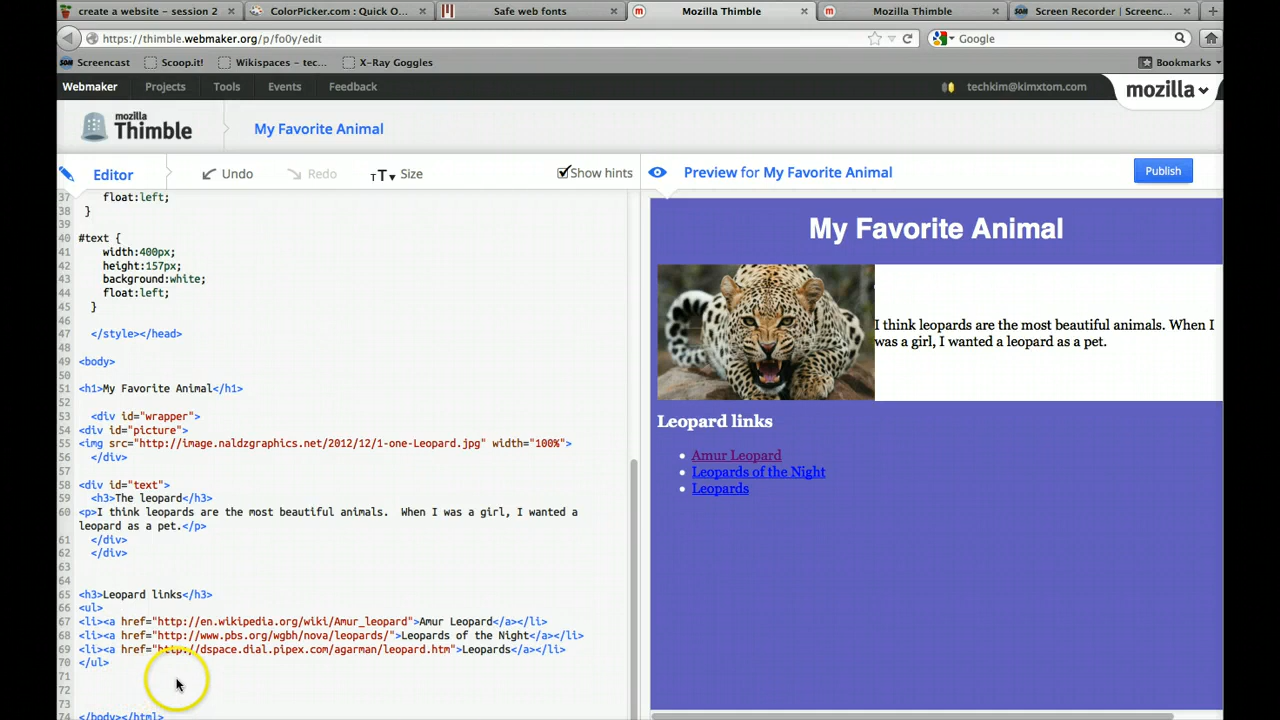 create a website – session 2
ColorPicker.com : Quick O...
Safe web fonts
Mozilla Thimble
Mozilla Thimble
Screen Recorder | Screenc...
https://thimble.webmaker.org/p/fo0y/edit
Google
Screencast
Scoop.it!
Wikispaces – tec...
X-Ray Goggles
Bookmarks
Webmaker
Projects
Tools
Events
Feedback
techkim@kimxtom.com
mozilla
mozilla
Thimble
My Favorite Animal
Editor
Undo
Redo
TT Size
Show hints
Preview for My Favorite Animal
Publish
37 float:left;
38 }
39
40 #text {
41 width:400px;
42 height:157px;
43 background:white;
44 float:left;
45 }
46
47 </style></head>
48
49 <body>
50
51 <h1>My Favorite Animal</h1>
52
53 <div id="wrapper">
54 <div id="picture">
55 <img src="http://image.naldzgraphics.net/2012/12/1-one-Leopard.jpg" width="100%">
56 </div>
57
58 <div id="text">
59 <h3>The leopard</h3>
60 <p>I think leopards are the most beautiful animals.  When I was a girl, I wanted a
leopard as a pet.</p>
61 </div>
62 </div>
63
64
65 <h3>Leopard links</h3>
66 <ul>
67 <li><a href="http://en.wikipedia.org/wiki/Amur_leopard">Amur Leopard</a></li>
68 <li><a href="http://www.pbs.org/wgbh/nova/leopards/">Leopards of the Night</a></li>
69 <li><a href="http://dspace.dial.pipex.com/agarman/leopard.htm">Leopards</a></li>
70 </ul>
71
72
73
74 </body></html>
My Favorite Animal
I think leopards are the most beautiful animals. When I
was a girl, I wanted a leopard as a pet.
Leopard links
Amur Leopard
Leopards of the Night
Leopards